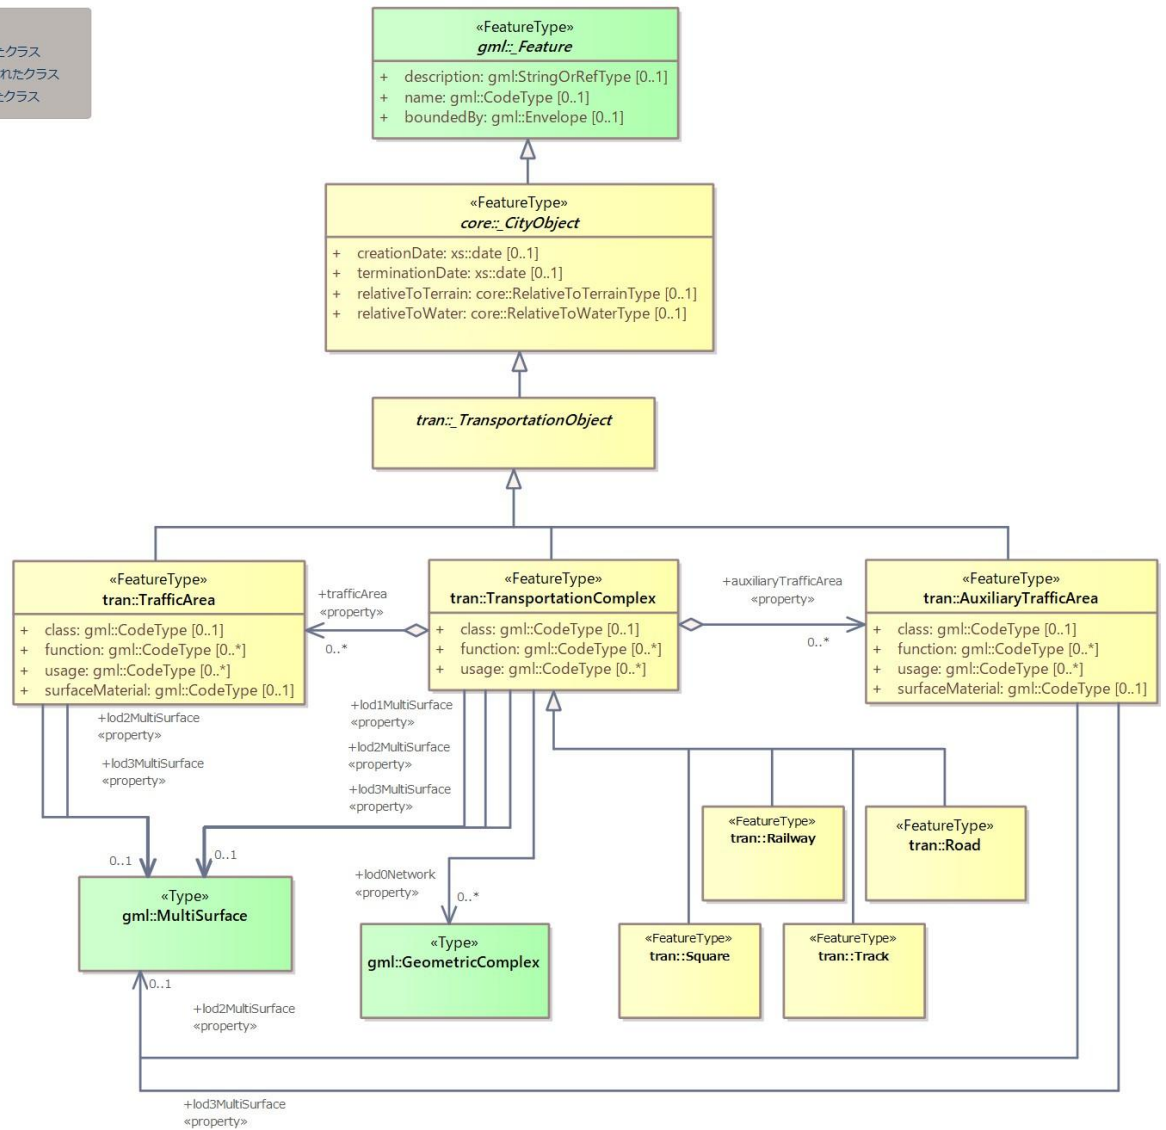 たクラス
れたクラス
たクラス
«FeatureType»
gml::_Feature
+ description: gml:StringOrRefType [0..1]
+ name: gml::CodeType [0..1]
+ boundedBy: gml::Envelope [0..1]
«FeatureType»
core::_CityObject
+ creationDate: xs::date [0..1]
+ terminationDate: xs::date [0..1]
+ relativeToTerrain: core::RelativeToTerrainType [0..1]
+ relativeToWater: core::RelativeToWaterType [0..1]
tran::_TransportationObject
«FeatureType»
tran::TrafficArea
+ class: gml::CodeType [0..1]
+ function: gml::CodeType [0..*]
+ usage: gml::CodeType [0..*]
+ surfaceMaterial: gml::CodeType [0..1]
+trafficArea
«property»
0..*
«FeatureType»
tran::TransportationComplex
+ class: gml::CodeType [0..1]
+ function: gml::CodeType [0..*]
+ usage: gml::CodeType [0..*]
+auxiliaryTrafficArea
«property»
0..*
«FeatureType»
tran::AuxiliaryTrafficArea
+ class: gml::CodeType [0..1]
+ function: gml::CodeType [0..*]
+ usage: gml::CodeType [0..*]
+ surfaceMaterial: gml::CodeType [0..1]
+lod2MultiSurface
«property»
+lod3MultiSurface
«property»
+lod1MultiSurface
«property»
+lod2MultiSurface
«property»
+lod3MultiSurface
«property»
0..1
0..1
+lod0Network
«property»
0..*
«FeatureType»
tran::Railway
«FeatureType»
tran::Road
«Type»
gml::MultiSurface
«Type»
gml::GeometricComplex
«FeatureType»
tran::Square
«FeatureType»
tran::Track
0..1
+lod2MultiSurface
«property»
+lod3MultiSurface
«property»